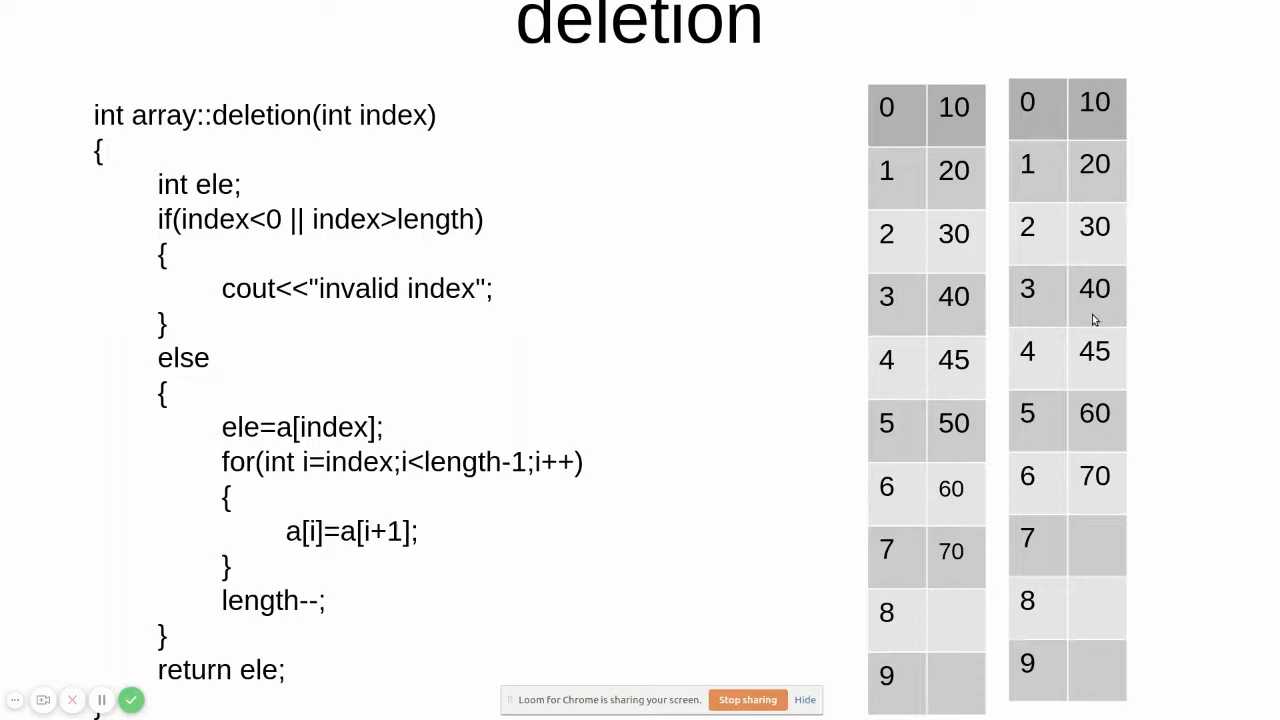 deletion
int array::deletion(int index)
{
int ele;
if(index<0 || index>length)
{
cout<<"invalid index";
}
else
{
ele=a[index];
for(int i=index;i<length-1;i++)
{
a[i]=a[i+1];
}
length--;
}
return ele;
}
0 10
1 20
2 30
3 40
4 45
5 50
6 60
7 70
8
9
0 10
1 20
2 30
3 40
4 45
5 60
6 70
7
8
9
Loom for Chrome is sharing your screen. Stop sharing Hide